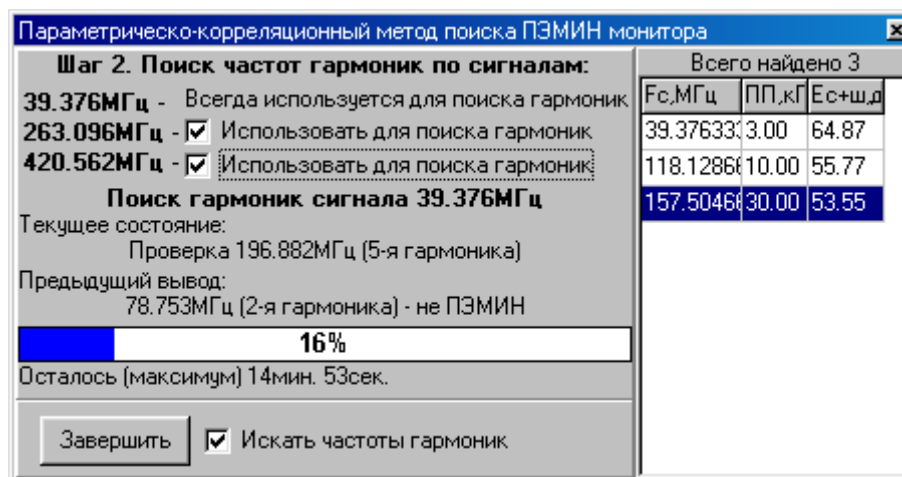 Параметрическо-корреляционный метод поиска ПЭМИН монитора
Шаг 2. Поиск частот гармоник по сигналам:
39.376МГц - Всегда используется для поиска гармоник
263.096МГц - Использовать для поиска гармоник
420.562МГц - Использовать для поиска гармоник
Поиск гармоник сигнала 39.376МГц
Текущее состояние:
Проверка 196.882МГц (5-я гармоника)
Предыдущий вывод:
78.753МГц (2-я гармоника) - не ПЭМИН
16%
Осталось (максимум) 14мин. 53сек.
Завершить Искать частоты гармоник
Всего найдено 3
Fc,МГц ПП,кГ Ес+ш,д
39.37633 3.00 64.87
118.1286 10.00 55.77
157.5046 30.00 53.55